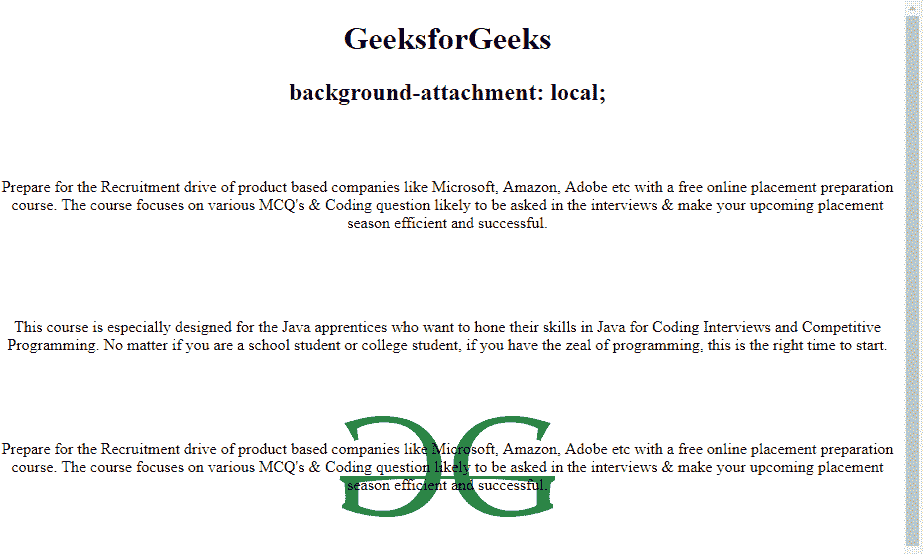 GeeksforGeeks
background-attachment: local;
Prepare for the Recruitment drive of product based companies like Microsoft, Amazon, Adobe etc with a free online placement preparation
course. The course focuses on various MCQ's & Coding question likely to be asked in the interviews & make your upcoming placement
season efficient and successful.
This course is especially designed for the Java apprentices who want to hone their skills in Java for Coding Interviews and Competitive
Programming. No matter if you are a school student or college student, if you have the zeal of programming, this is the right time to start.
Prepare for the Recruitment drive of product based companies like Microsoft, Amazon, Adobe etc with a free online placement preparation
course. The course focuses on various MCQ's & Coding question likely to be asked in the interviews & make your upcoming placement
season efficient and successful.